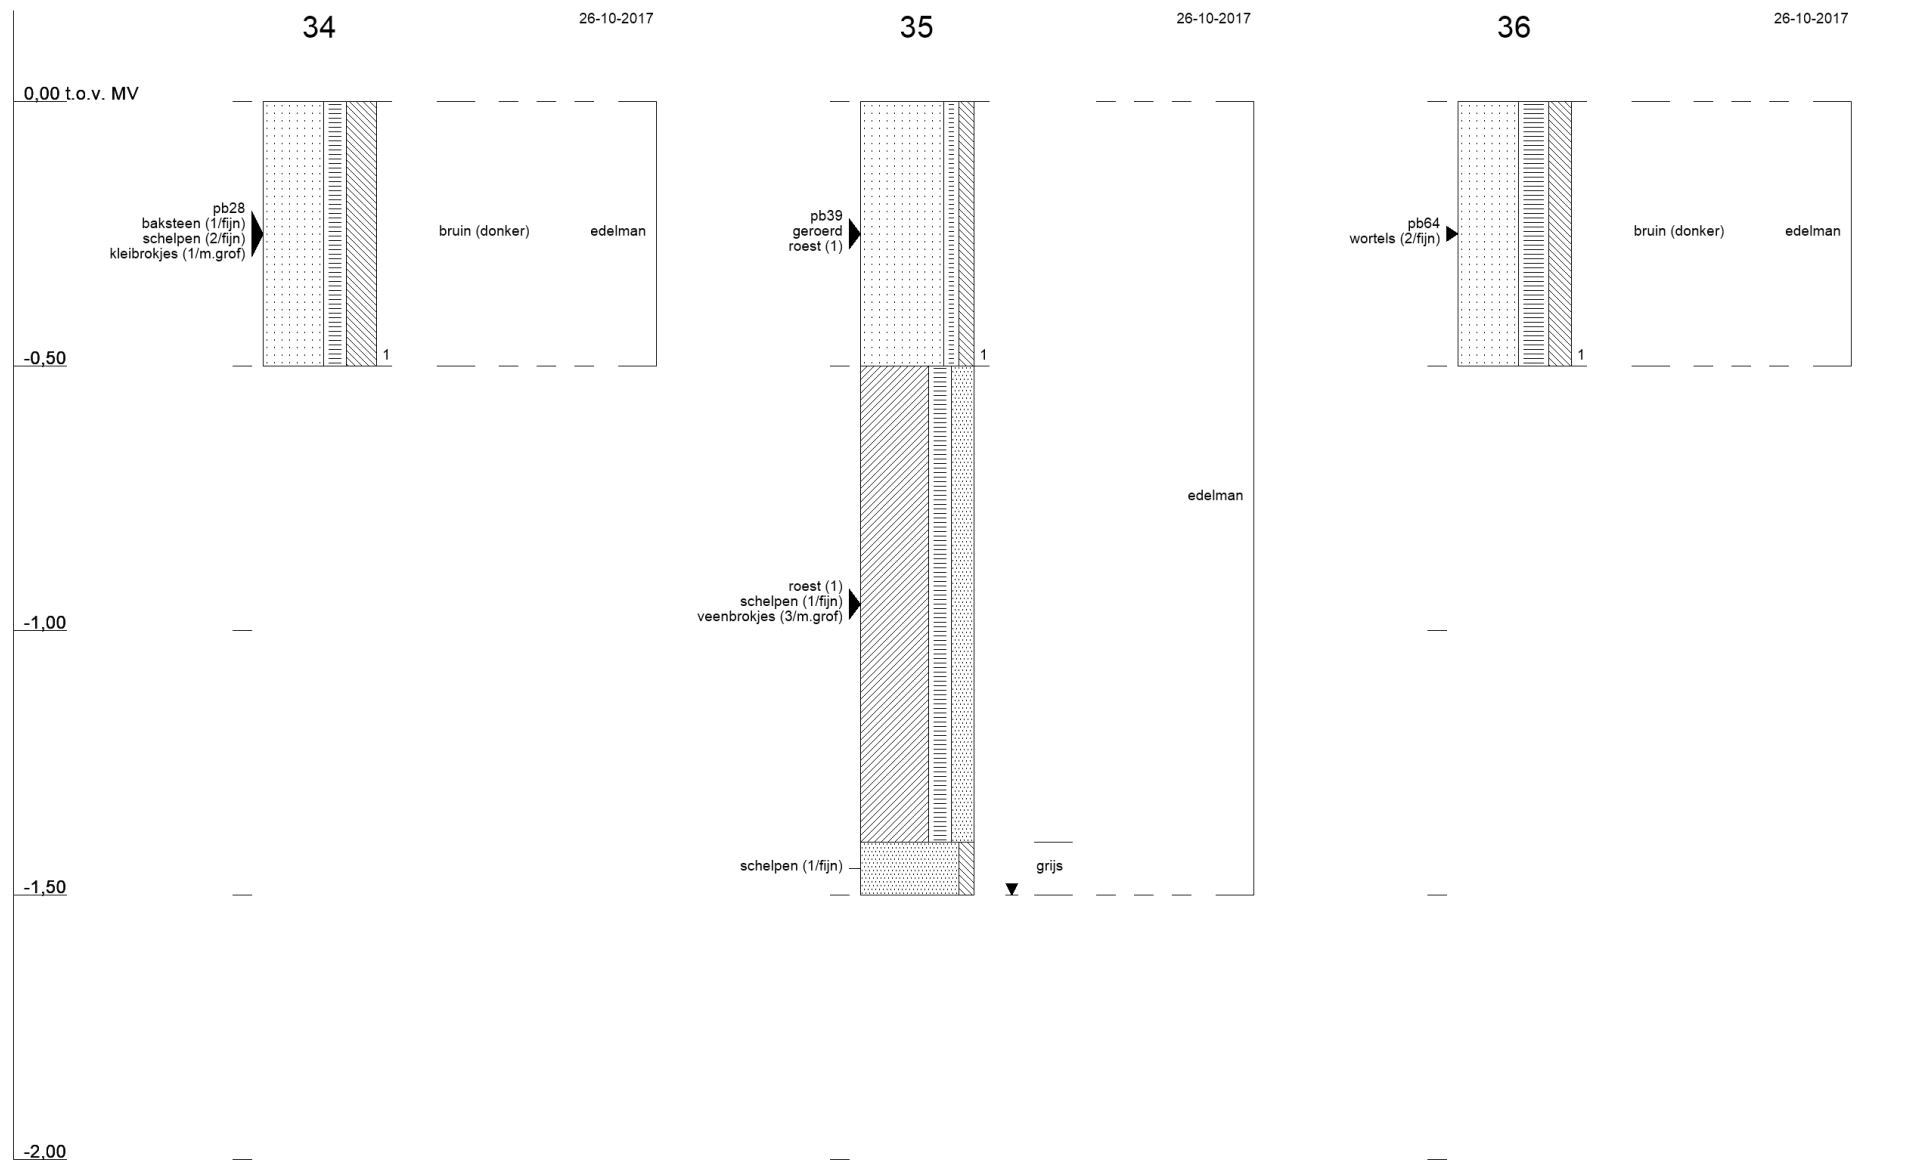 34
26-10-2017
35
26-10-2017
36
26-10-2017
0,00 t.o.v. MV
pb28
baksteen (1/fijn)
schelpen (2/fijn)
kleibrokjes (1/m.grof)
bruin (donker)
edelman
1
pb39
geroerd
roest (1)
1
pb64
wortels (2/fijn)
bruin (donker)
edelman
1
-0,50
edelman
roest (1)
schelpen (1/fijn)
veenbrokjes (3/m.grof)
-1,00
schelpen (1/fijn)
grijs
-1,50
-2,00